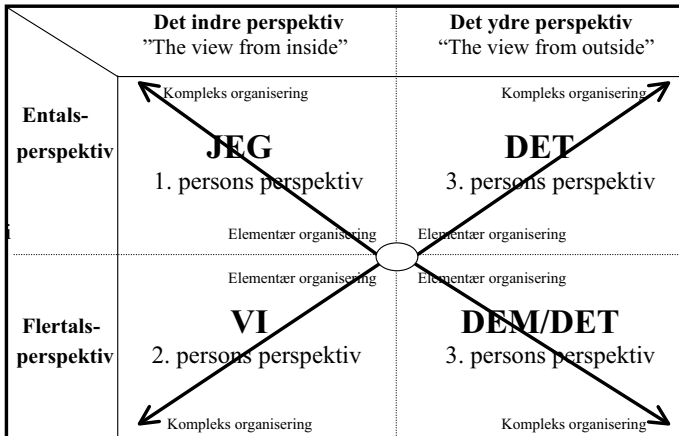 Det indre perspektiv
”The view from inside”
Det ydre perspektiv
“The view from outside”
Kompleks organisering
Kompleks organisering
Entals-
perspektiv
JEG
1. persons perspektiv
DET
3. persons perspektiv
i
Elementær organisering
Elementær organisering
Elementær organisering
Elementær organisering
Flertals-
perspektiv
VI
2. persons perspektiv
DEM/DET
3. persons perspektiv
Kompleks organisering
Kompleks organisering